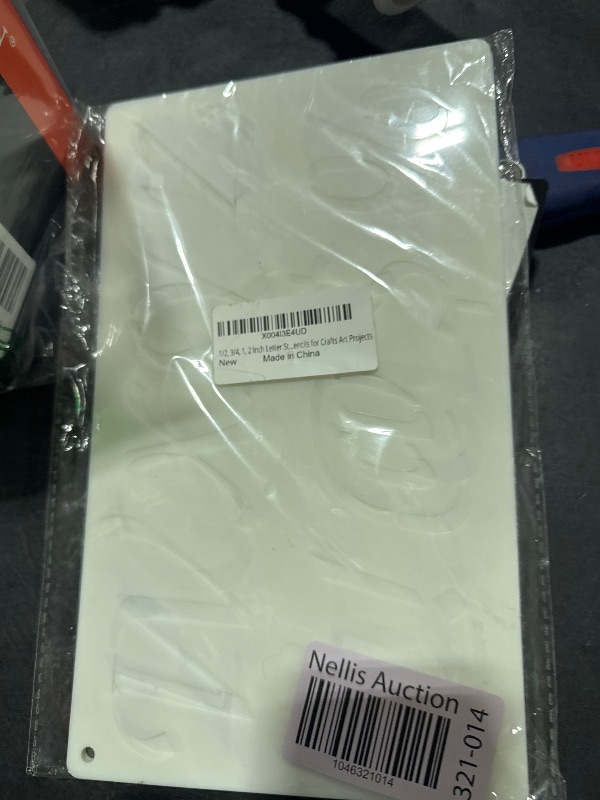 X004I3E4UD
1/2, 3/4, 1, 2 Inch Letter St...encils for Crafts Art Projects
New Made in China
Nellis Auction
1046321014
321-014